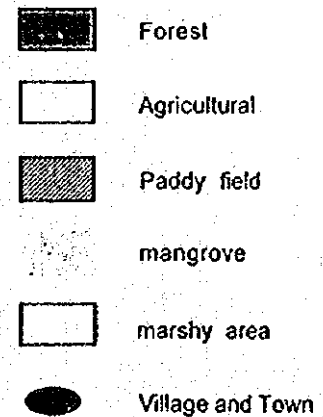 Forest
Agricultural
Paddy field
mangrove
marshy area
Village and Town